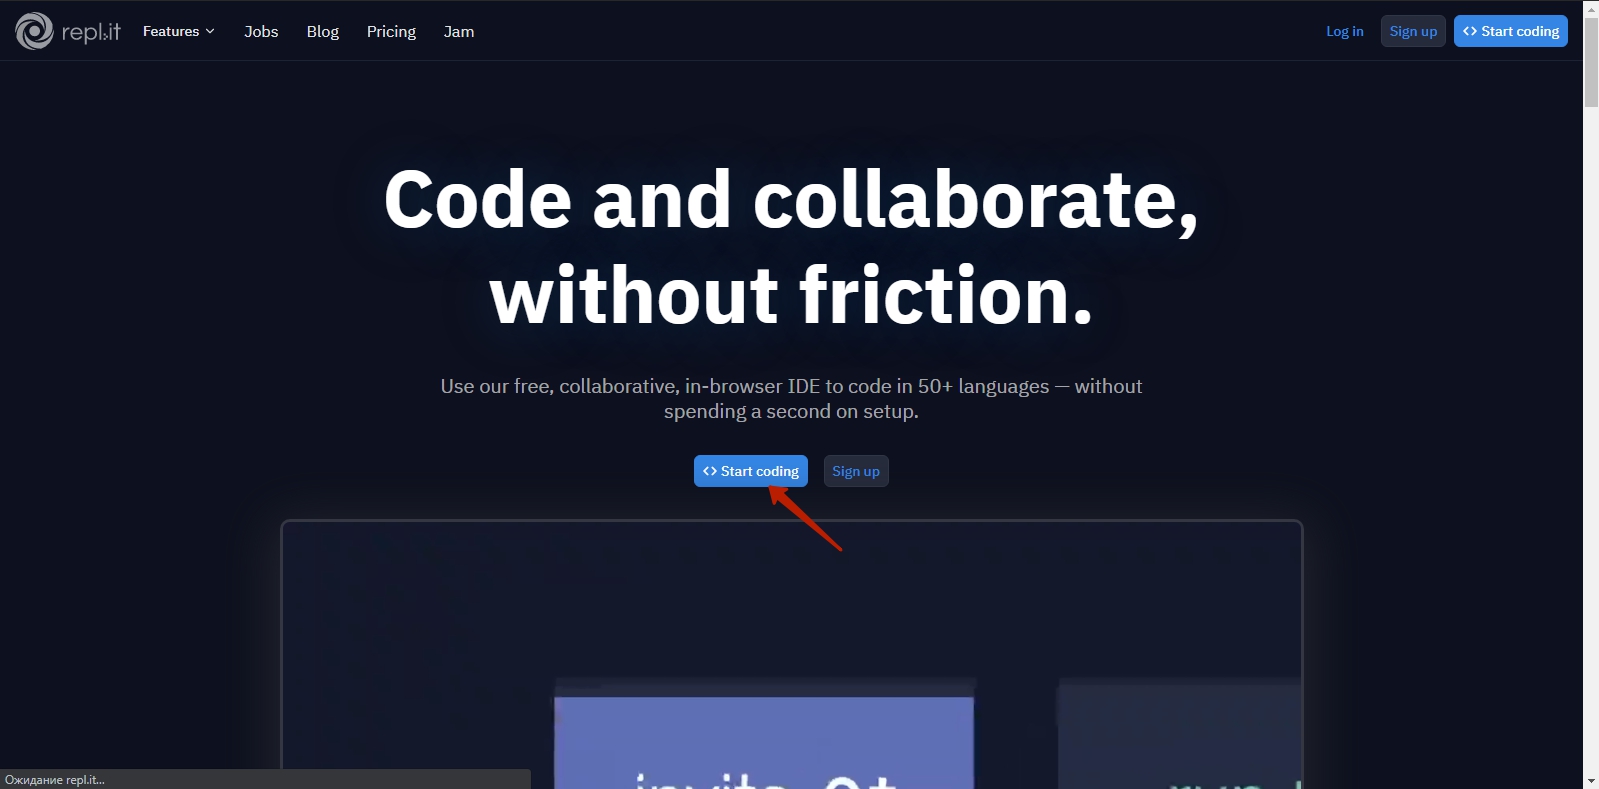 repl.it Features Jobs Blog Pricing Jam Log in Sign up <> Start coding
Code and collaborate,
without friction.
Use our free, collaborative, in-browser IDE to code in 50+ languages — without
spending a second on setup.
<> Start coding Sign up
Ожидание repl.it...